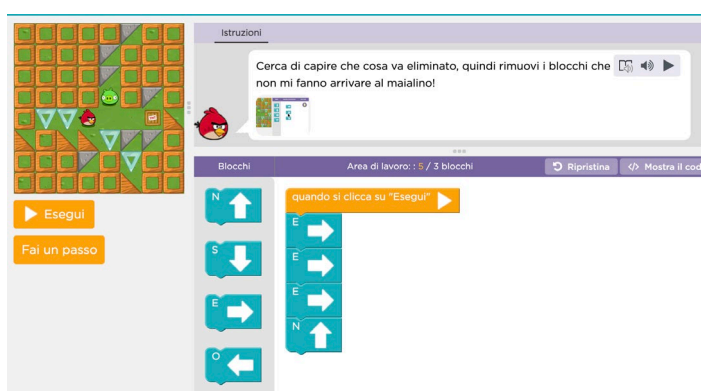 Istruzioni
Cerca di capire che cosa va eliminato, quindi rimuovi i blocchi che
non mi fanno arrivare al maialino!
Blocchi
Area di lavoro: : 5 / 3 blocchi
Ripristina
</> Mostra il cod
Esegui
Fai un passo
N
S
E
O
quando si clicca su "Esegui"
E
E
E
N